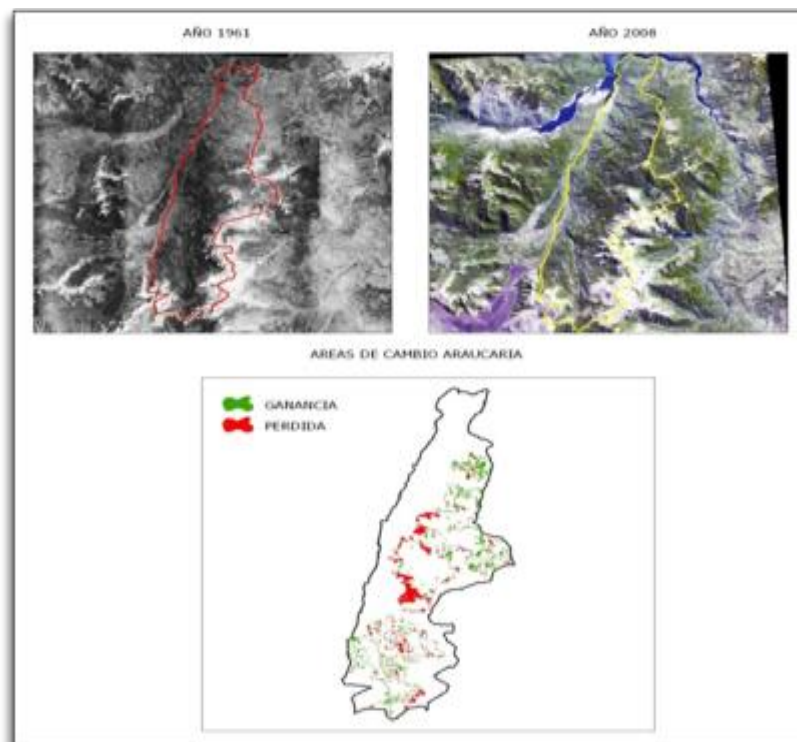 AÑO 1961
AÑO 2008
AREAS DE CAMBIO ARAUCARIA
GANANCIA
PERDIDA